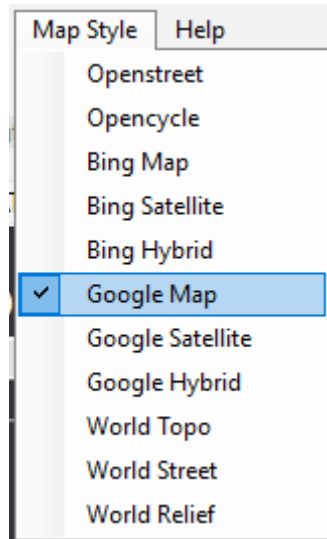 Map Style Help
Openstreet
Opencycle
Bing Map
Bing Satellite
Bing Hybrid
Google Map
Google Satellite
Google Hybrid
World Topo
World Street
World Relief